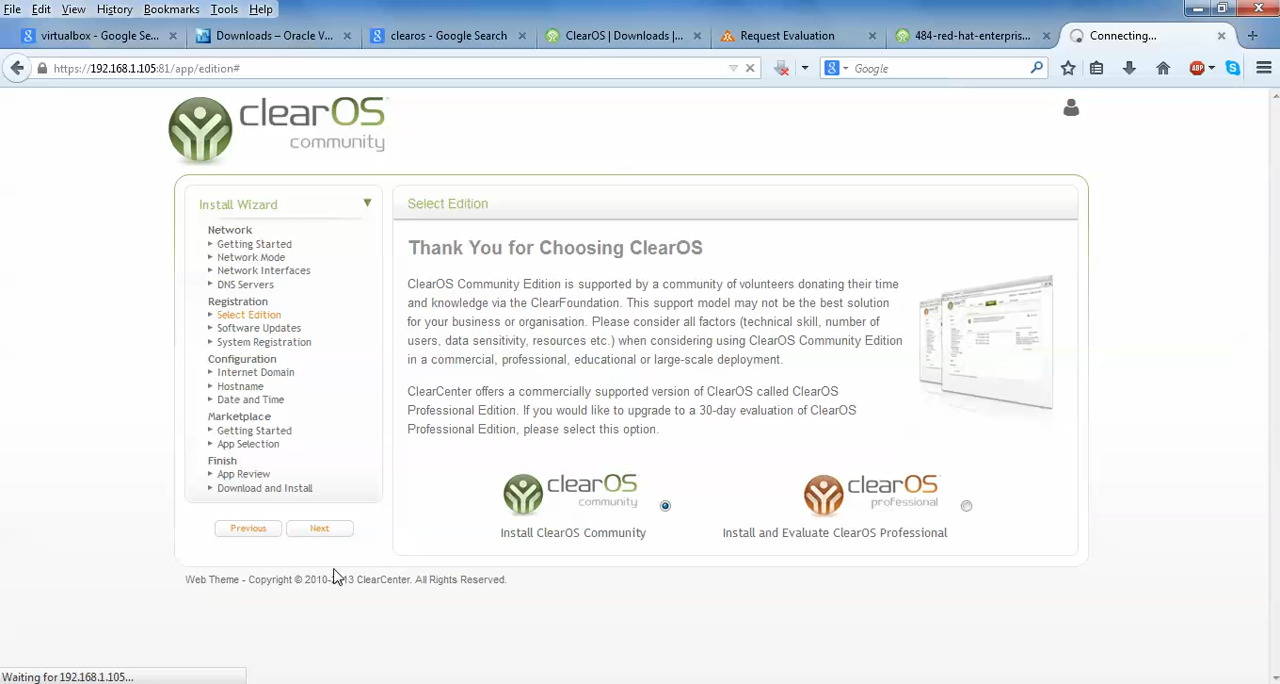 File Edit View History Bookmarks Tools Help
virtualbox - Google Se...
Downloads – Oracle V...
clearos - Google Search
ClearOS | Downloads |...
Request Evaluation
484-red-hat-enterpris...
Connecting...
https://192.168.1.105:81/app/edition#
Google
clearOS
community
Install Wizard
Network
Getting Started
Network Mode
Network Interfaces
DNS Servers
Registration
Select Edition
Software Updates
System Registration
Configuration
Internet Domain
Hostname
Date and Time
Marketplace
Getting Started
App Selection
Finish
App Review
Download and Install
Previous
Next
Select Edition
Thank You for Choosing ClearOS
ClearOS Community Edition is supported by a community of volunteers donating their time
and knowledge via the ClearFoundation. This support model may not be the best solution
for your business or organisation. Please consider all factors (technical skill, number of
users, data sensitivity, resources etc.) when considering using ClearOS Community Edition
in a commercial, professional, educational or large-scale deployment.
ClearCenter offers a commercially supported version of ClearOS called ClearOS
Professional Edition. If you would like to upgrade to a 30-day evaluation of ClearOS
Professional Edition, please select this option.
clearOS
community
Install ClearOS Community
clearOS
professional
Install and Evaluate ClearOS Professional
Web Theme - Copyright © 2010-2013 ClearCenter. All Rights Reserved.
Waiting for 192.168.1.105...